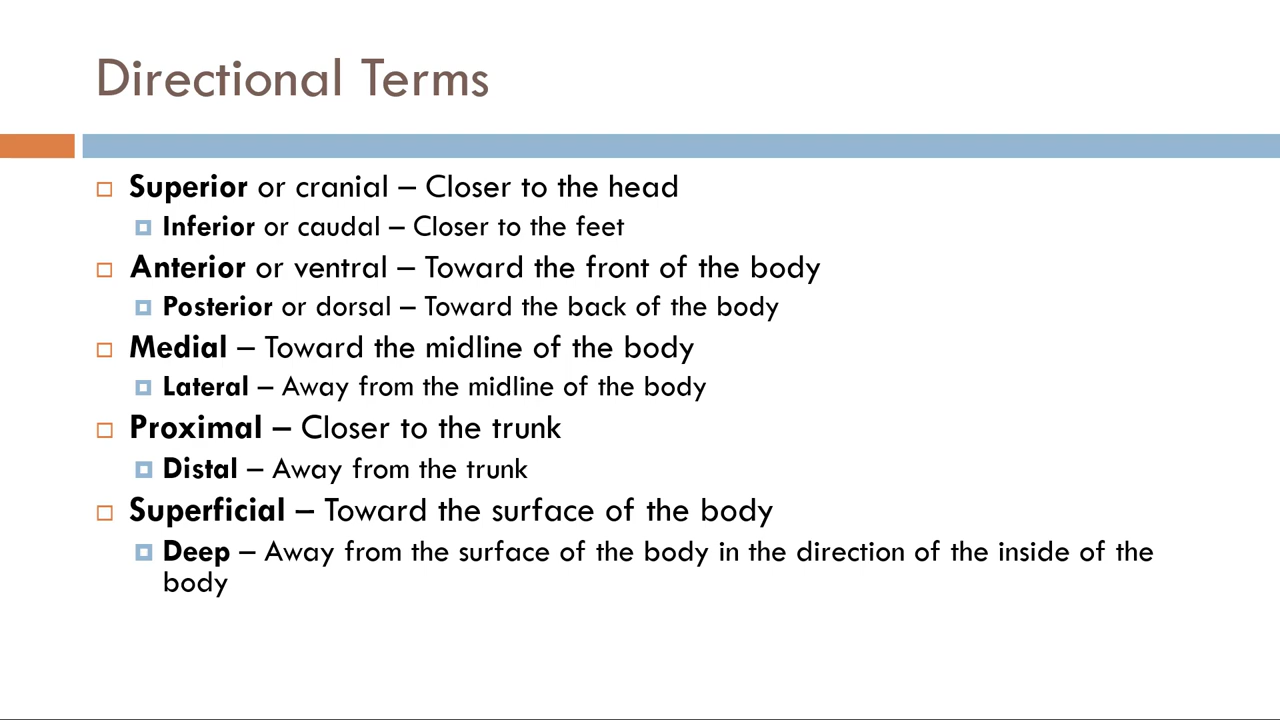 Directional Terms
Superior or cranial – Closer to the head
Inferior or caudal – Closer to the feet
Anterior or ventral – Toward the front of the body
Posterior or dorsal – Toward the back of the body
Medial – Toward the midline of the body
Lateral – Away from the midline of the body
Proximal – Closer to the trunk
Distal – Away from the trunk
Superficial – Toward the surface of the body
Deep – Away from the surface of the body in the direction of the inside of the
body